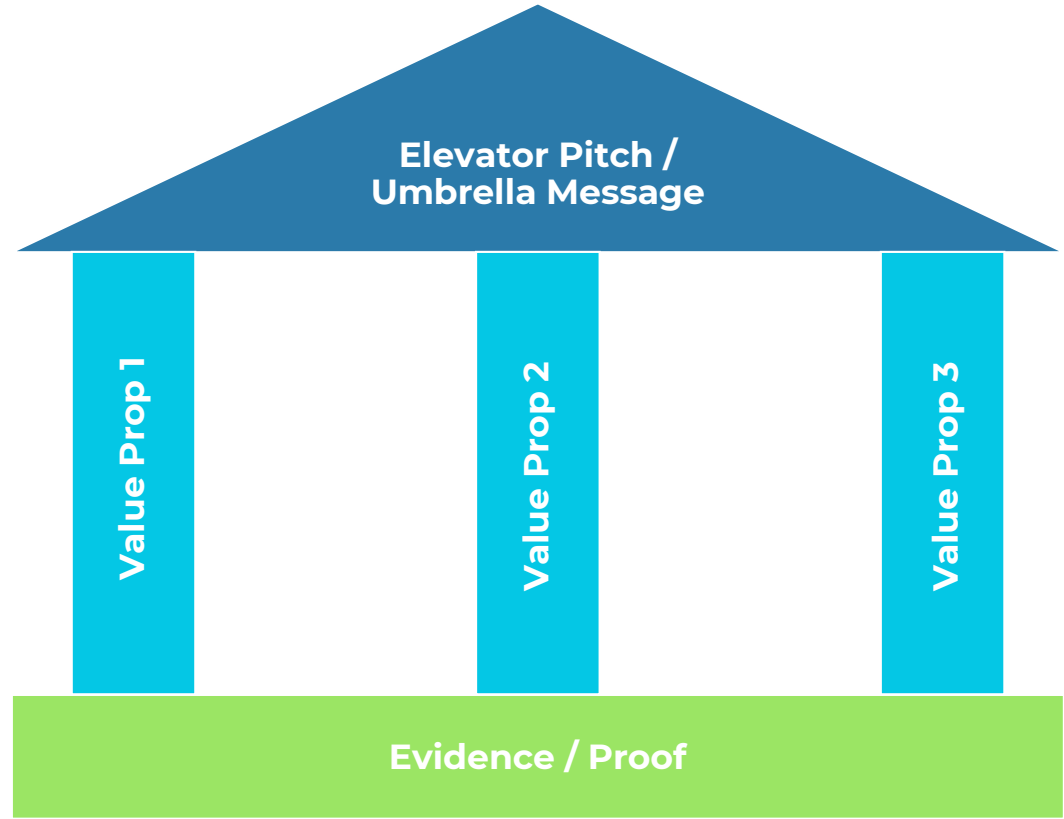 Elevator Pitch /
Umbrella Message
Value Prop 1
Value Prop 2
Value Prop 3
Evidence / Proof